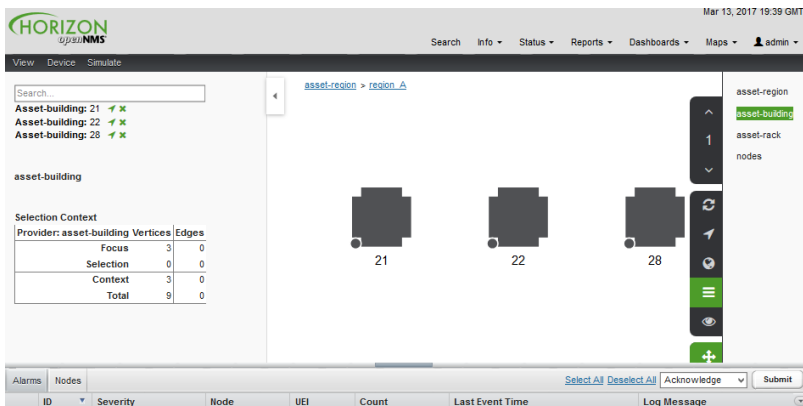 Mar 13, 2017 19:39 GMT
HORIZON
openNMS
Search Info Status Reports Dashboards Maps admin
View Device Simulate
Search...
Asset-building: 21
Asset-building: 22
Asset-building: 28
asset-building
Selection Context
Provider: asset-building Vertices Edges
Focus 3 0
Selection 0 0
Context 3 0
Total 9 0
asset-region > region_A
1
21 22 28
asset-region
asset-building
asset-rack
nodes
Alarms Nodes
Select All Deselect All Acknowledge Submit
ID Severity Node UEI Count Last Event Time Log Message